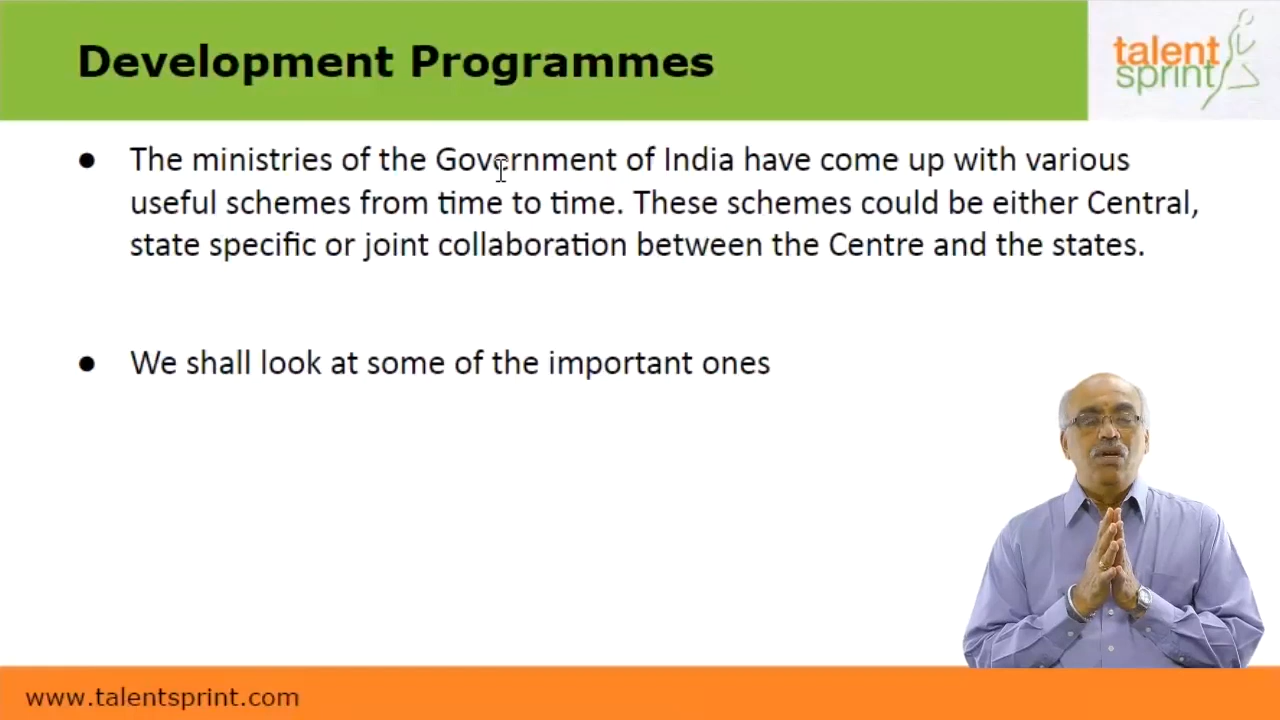 Development Programmes
talent
sprint
● The ministries of the Government of India have come up with various
useful schemes from time to time. These schemes could be either Central,
state specific or joint collaboration between the Centre and the states.
● We shall look at some of the important ones
www.talentsprint.com